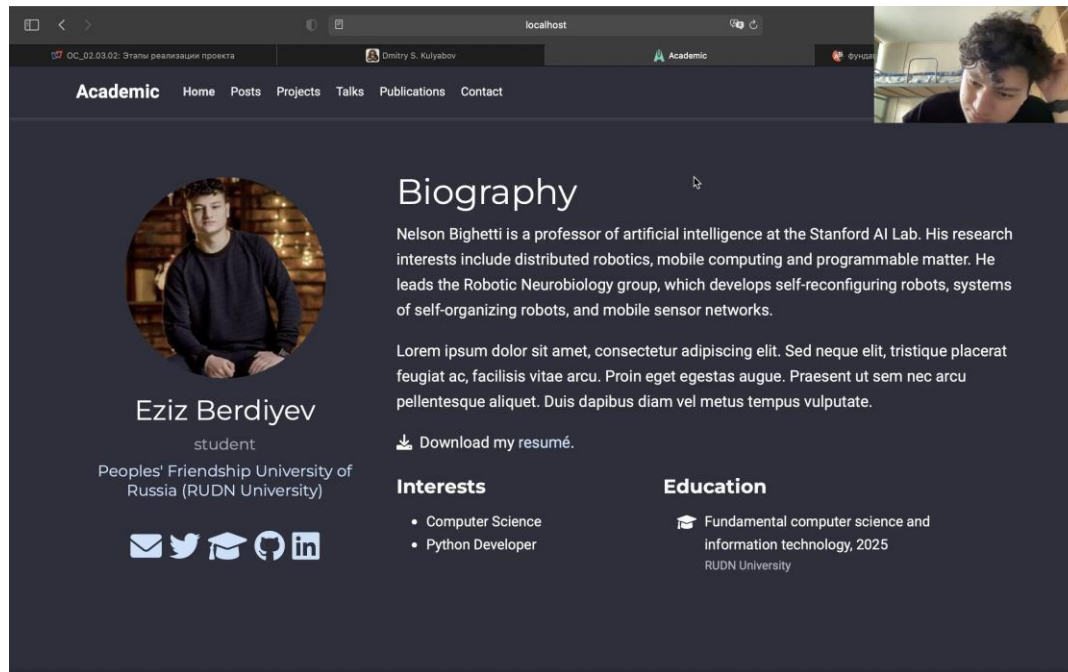 localhost
ОС_02.03.02: Этапы реализации проекта
Dmitry S. Kulyabov
Academic
Academic Home Posts Projects Talks Publications Contact
Biography
Nelson Bighetti is a professor of artificial intelligence at the Stanford AI Lab. His research
interests include distributed robotics, mobile computing and programmable matter. He
leads the Robotic Neurobiology group, which develops self-reconfiguring robots, systems
of self-organizing robots, and mobile sensor networks.
Lorem ipsum dolor sit amet, consectetur adipiscing elit. Sed neque elit, tristique placerat
feugiat ac, facilisis vitae arcu. Proin eget egestas augue. Praesent ut sem nec arcu
pellentesque aliquet. Duis dapibus diam vel metus tempus vulputate.
Download my resumé.
Eziz Berdiyev
student
Peoples' Friendship University of
Russia (RUDN University)
in
Interests
Computer Science
Python Developer
Education
Fundamental computer science and
information technology, 2025
RUDN University